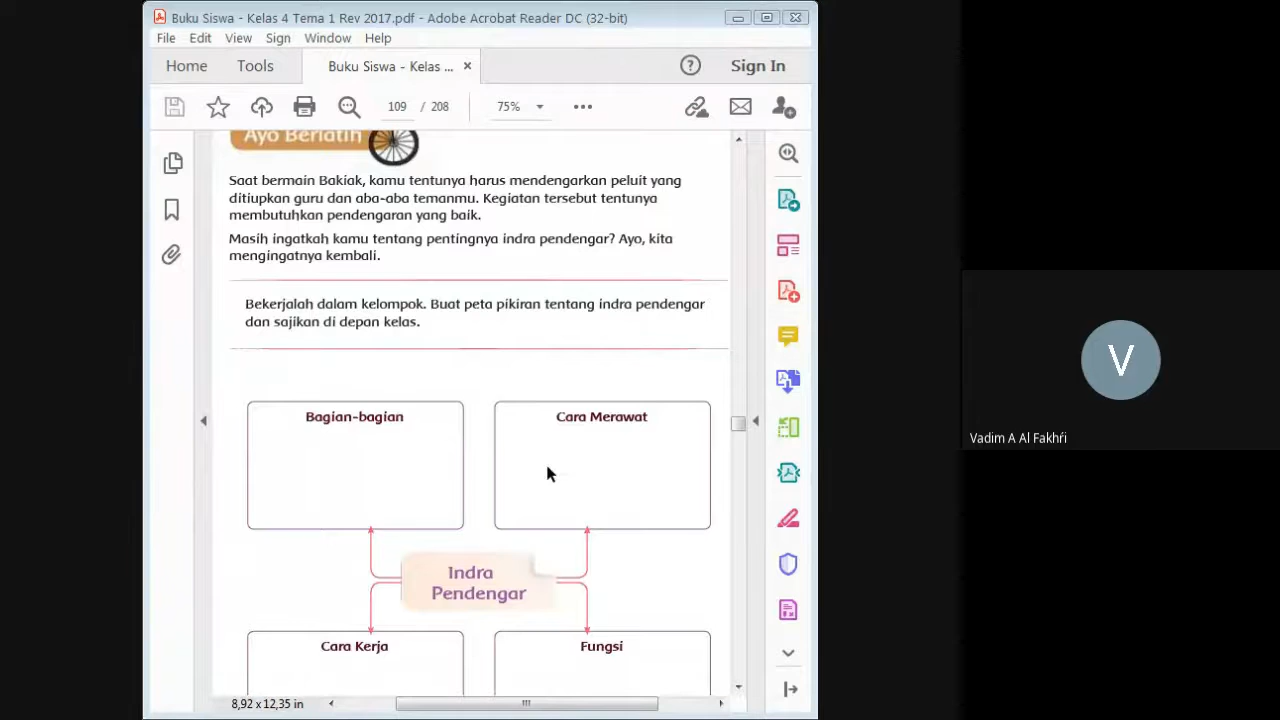 Buku Siswa - Kelas 4 Tema 1 Rev 2017.pdf - Adobe Acrobat Reader DC (32-bit)
File Edit View Sign Window Help
Home Tools Buku Siswa - Kelas ... × Sign In
109 / 208 75%
Ayo Berlatih
Saat bermain Bakiak, kamu tentunya harus mendengarkan peluit yang
ditiupkan guru dan aba-aba temanmu. Kegiatan tersebut tentunya
membutuhkan pendengaran yang baik.
Masih ingatkah kamu tentang pentingnya indra pendengar? Ayo, kita
mengingatnya kembali.
Bekerjalah dalam kelompok. Buat peta pikiran tentang indra pendengar
dan sajikan di depan kelas.
Bagian-bagian
Cara Merawat
Indra
Pendengar
Cara Kerja
Fungsi
8,92 x 12,35 in
V
Vadim A Al Fakhŕi